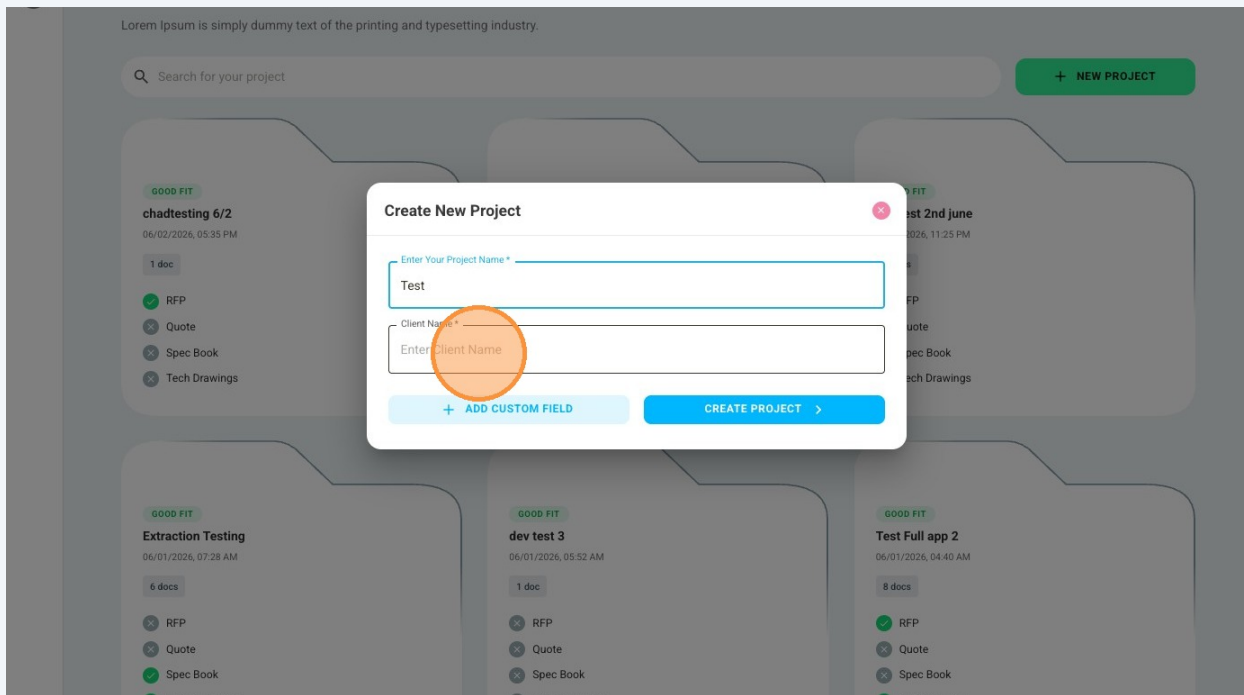 Lorem Ipsum is simply dummy text of the printing and typesetting industry.
Search for your project
+ NEW PROJECT
GOOD FIT
chadtesting 6/2
06/02/2026, 05:35 PM
1 doc
RFP
Quote
Spec Book
Tech Drawings
Create New Project
Enter Your Project Name *
Test
Client Name *
Enter Client Name
+ ADD CUSTOM FIELD
CREATE PROJECT >
FIT
2nd june
2026, 11:25 PM
Book
Drawings
GOOD FIT
Extraction Testing
06/01/2026, 07:28 AM
6 docs
RFP
Quote
Spec Book
GOOD FIT
dev test 3
06/01/2026, 05:52 AM
1 doc
RFP
Quote
Spec Book
GOOD FIT
Test Full app 2
06/01/2026, 04:40 AM
8 docs
RFP
Quote
Spec Book